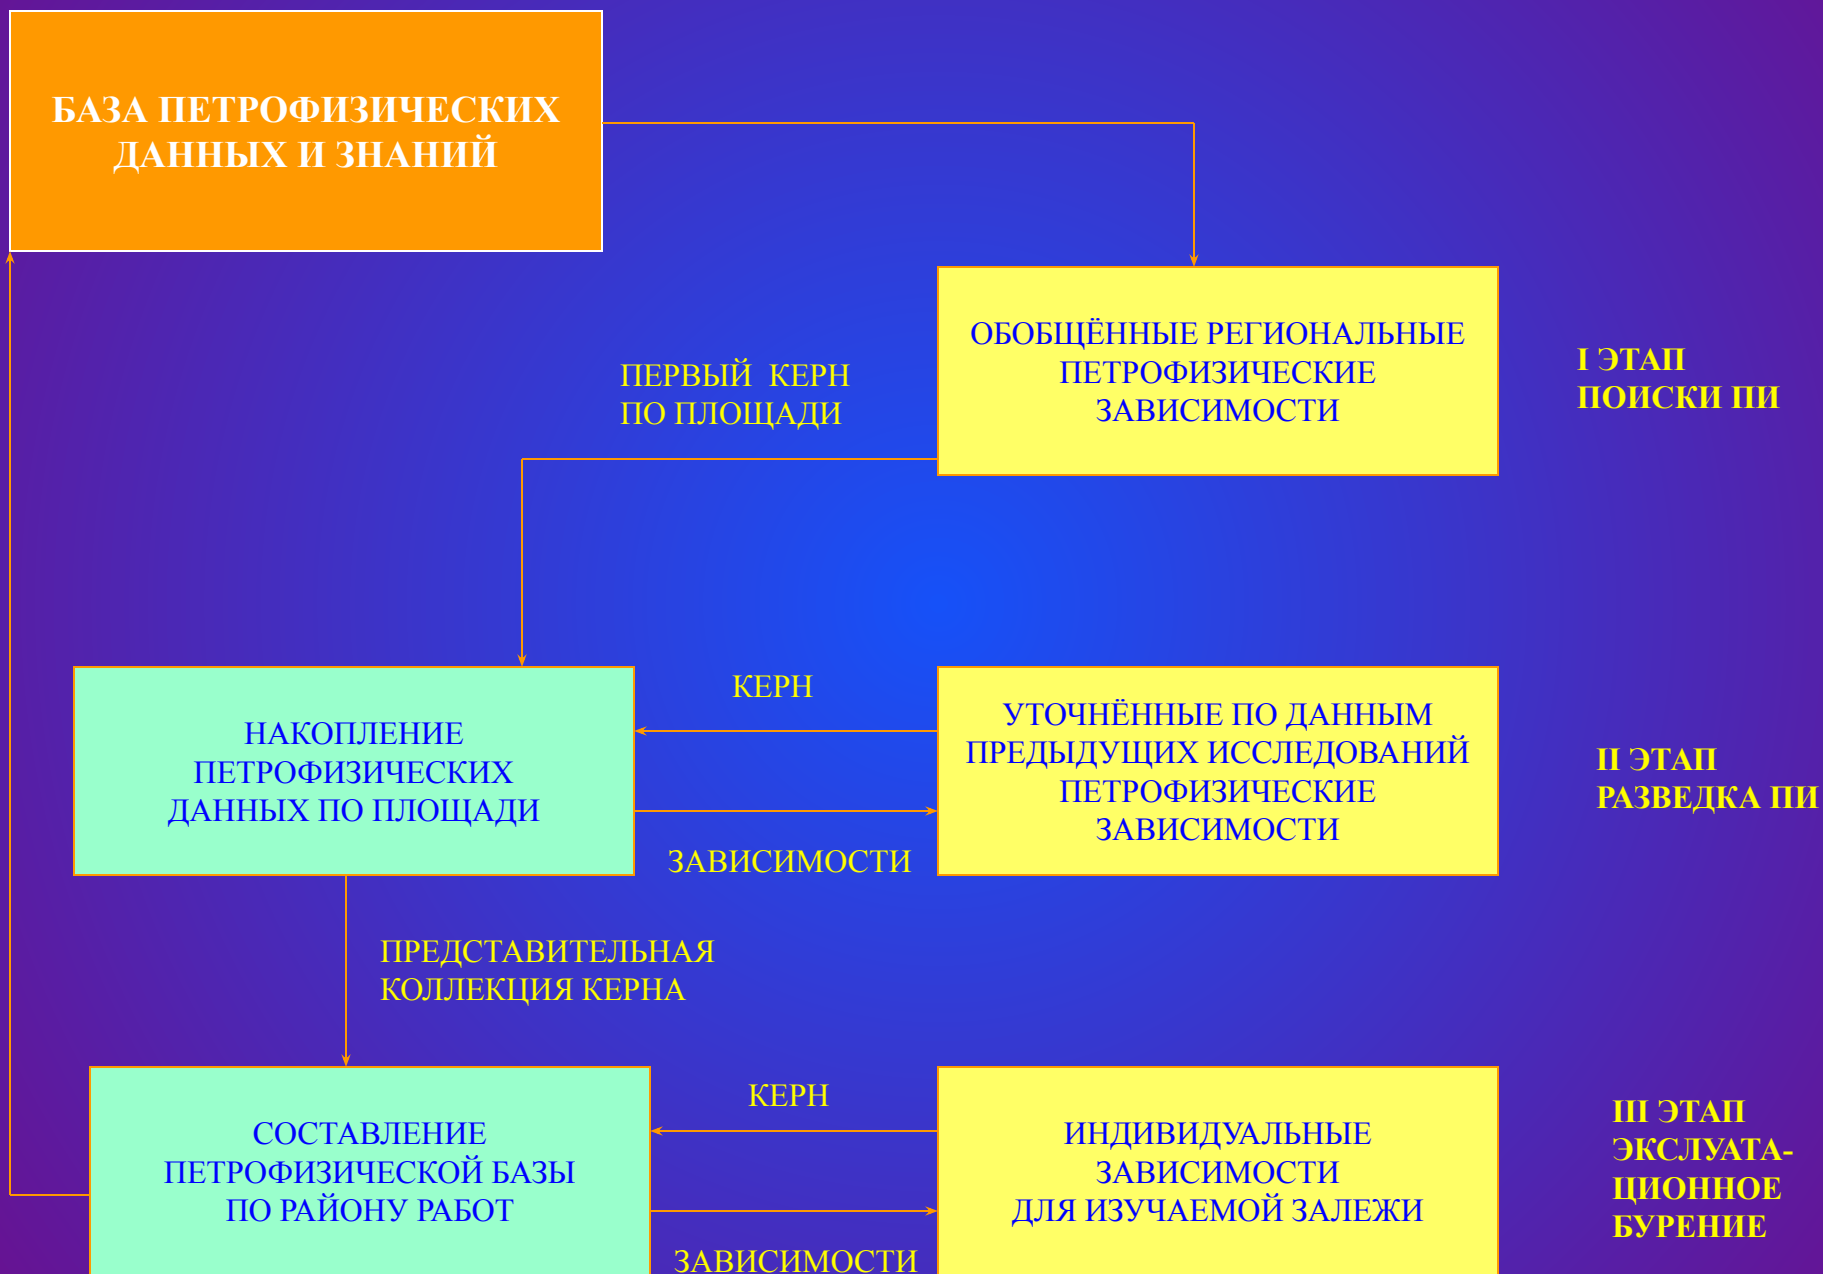 БАЗА ПЕТРОФИЗИЧЕСКИХ
ДАННЫХ И ЗНАНИЙ
ОБОБЩЁННЫЕ РЕГИОНАЛЬНЫЕ
ПЕТРОФИЗИЧЕСКИЕ
ЗАВИСИМОСТИ
I ЭТАП
ПОИСКИ ПИ
ПЕРВЫЙ КЕРН
ПО ПЛОЩАДИ
НАКОПЛЕНИЕ
ПЕТРОФИЗИЧЕСКИХ
ДАННЫХ ПО ПЛОЩАДИ
КЕРН
ЗАВИСИМОСТИ
УТОЧНЁННЫЕ ПО ДАННЫМ
ПРЕДЫДУЩИХ ИССЛЕДОВАНИЙ
ПЕТРОФИЗИЧЕСКИЕ
ЗАВИСИМОСТИ
II ЭТАП
РАЗВЕДКА ПИ
ПРЕДСТАВИТЕЛЬНАЯ
КОЛЛЕКЦИЯ КЕРНА
СОСТАВЛЕНИЕ
ПЕТРОФИЗИЧЕСКОЙ БАЗЫ
ПО РАЙОНУ РАБОТ
КЕРН
ЗАВИСИМОСТИ
ИНДИВИДУАЛЬНЫЕ
ЗАВИСИМОСТИ
ДЛЯ ИЗУЧАЕМОЙ ЗАЛЕЖИ
III ЭТАП
ЭКСЛУАТА-
ЦИОННОЕ
БУРЕНИЕ